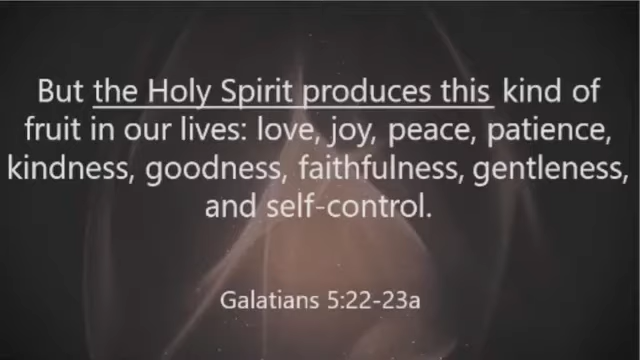 But the Holy Spirit produces this kind of
fruit in our lives: love, joy, peace, patience,
kindness, goodness, faithfulness, gentleness,
and self-control.
Galatians 5:22-23a